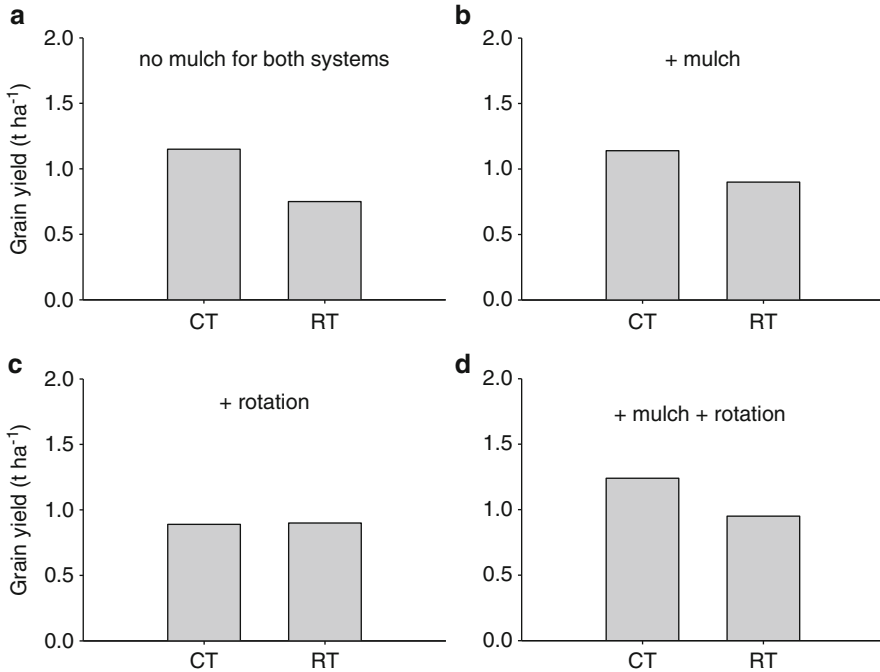 a
no mulch for both systems
Grain yield (t ha-1)
2.0
1.5
1.0
0.5
0.0
CT RT
b
+ mulch
2.0
1.5
1.0
0.5
0.0
CT RT
c
+ rotation
Grain yield (t ha-1)
2.0
1.5
1.0
0.5
0.0
CT RT
d
+ mulch + rotation
2.0
1.5
1.0
0.5
0.0
CT RT